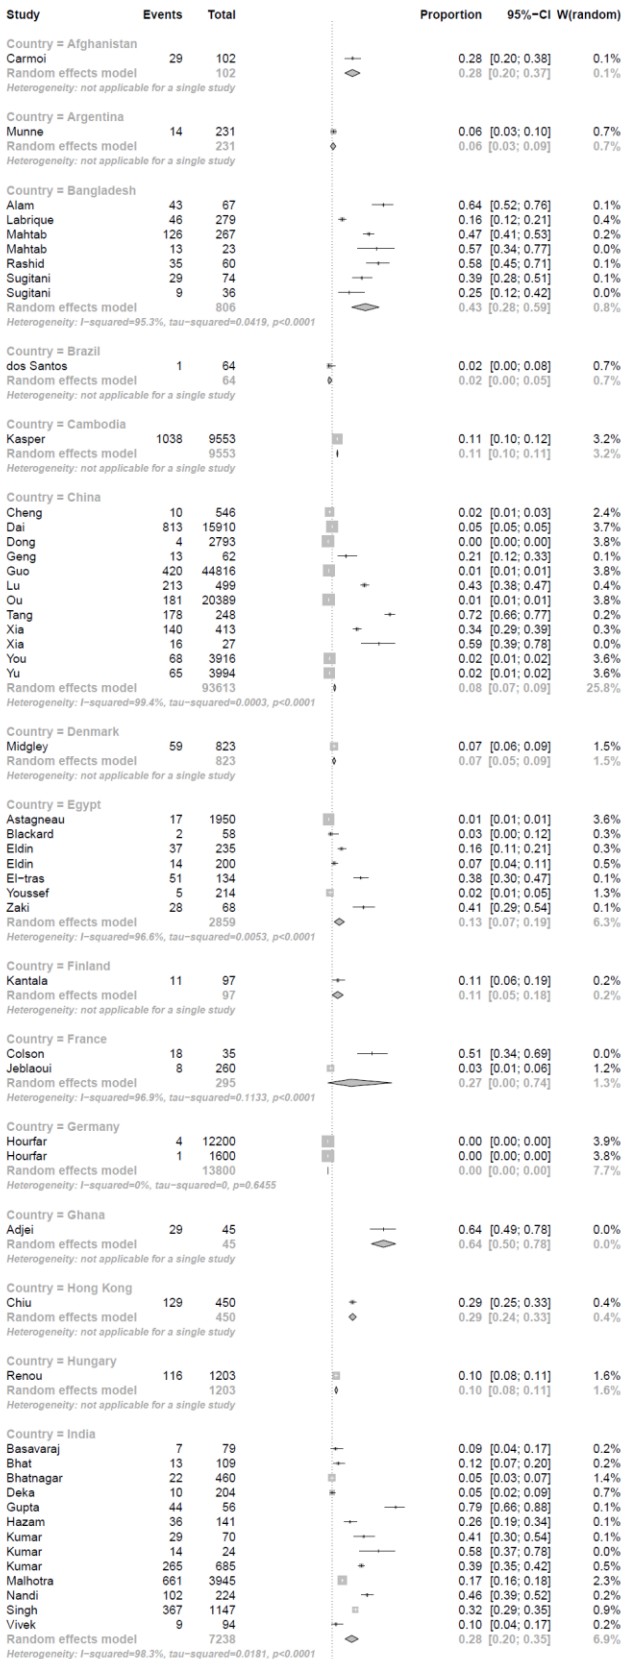 Study Events Total Proportion 95%−CI W(random)
Country = Afghanistan
Carmoi 29 102 0.28 [0.20; 0.38] 0.1%
Random effects model 102 0.28 [0.20; 0.37] 0.1%
Heterogeneity: not applicable for a single study
Country = Argentina
Munne 14 231 0.06 [0.03; 0.10] 0.7%
Random effects model 231 0.06 [0.03; 0.09] 0.7%
Heterogeneity: not applicable for a single study
Country = Bangladesh
Alam 43 67 0.64 [0.52; 0.76] 0.1%
Labrique 46 279 0.16 [0.12; 0.21] 0.4%
Mahtab 126 267 0.47 [0.41; 0.53] 0.2%
Mahtab 13 23 0.57 [0.34; 0.77] 0.0%
Rashid 35 60 0.58 [0.45; 0.71] 0.1%
Sugitani 29 74 0.39 [0.28; 0.51] 0.1%
Sugitani 9 36 0.25 [0.12; 0.42] 0.0%
Random effects model 806 0.43 [0.28; 0.59] 0.8%
Heterogeneity: I−squared=95.3%, tau−squared=0.0419, p<0.0001
Country = Brazil
dos Santos 1 64 0.02 [0.00; 0.08] 0.7%
Random effects model 64 0.02 [0.00; 0.05] 0.7%
Heterogeneity: not applicable for a single study
Country = Cambodia
Kasper 1038 9553 0.11 [0.10; 0.12] 3.2%
Random effects model 9553 0.11 [0.10; 0.11] 3.2%
Heterogeneity: not applicable for a single study
Country = China
Cheng 10 546 0.02 [0.01; 0.03] 2.4%
Dai 813 15910 0.05 [0.05; 0.05] 3.7%
Dong 4 2793 0.00 [0.00; 0.00] 3.8%
Geng 13 62 0.21 [0.12; 0.33] 0.1%
Guo 420 44816 0.01 [0.01; 0.01] 3.8%
Lu 213 499 0.43 [0.38; 0.47] 0.4%
Ou 181 20389 0.01 [0.01; 0.01] 3.8%
Tang 178 248 0.72 [0.66; 0.77] 0.2%
Xia 140 413 0.34 [0.29; 0.39] 0.3%
Xia 16 27 0.59 [0.39; 0.78] 0.0%
You 68 3916 0.02 [0.01; 0.02] 3.6%
Yu 65 3994 0.02 [0.01; 0.02] 3.6%
Random effects model 93613 0.08 [0.07; 0.09] 25.8%
Heterogeneity: I−squared=99.4%, tau−squared=0.0003, p<0.0001
Country = Denmark
Midgley 59 823 0.07 [0.06; 0.09] 1.5%
Random effects model 823 0.07 [0.05; 0.09] 1.5%
Heterogeneity: not applicable for a single study
Country = Egypt
Astagneau 17 1950 0.01 [0.01; 0.01] 3.6%
Blackard 2 58 0.03 [0.00; 0.12] 0.3%
Eldin 37 235 0.16 [0.11; 0.21] 0.3%
Eldin 14 200 0.07 [0.04; 0.11] 0.5%
El−tras 51 134 0.38 [0.30; 0.47] 0.1%
Youssef 5 214 0.02 [0.01; 0.05] 1.3%
Zaki 28 68 0.41 [0.29; 0.54] 0.1%
Random effects model 2859 0.13 [0.07; 0.19] 6.3%
Heterogeneity: I−squared=96.6%, tau−squared=0.0053, p<0.0001
Country = Finland
Kantala 11 97 0.11 [0.06; 0.19] 0.2%
Random effects model 97 0.11 [0.05; 0.18] 0.2%
Heterogeneity: not applicable for a single study
Country = France
Colson 18 35 0.51 [0.34; 0.69] 0.0%
Jeblaoui 8 260 0.03 [0.01; 0.06] 1.2%
Random effects model 295 0.27 [0.00; 0.74] 1.3%
Heterogeneity: I−squared=96.9%, tau−squared=0.1133, p<0.0001
Country = Germany
Hourfar 4 12200 0.00 [0.00; 0.00] 3.9%
Hourfar 1 1600 0.00 [0.00; 0.00] 3.8%
Random effects model 13800 0.00 [0.00; 0.00] 7.7%
Heterogeneity: I−squared=0%, tau−squared=0, p=0.6455
Country = Ghana
Adjei 29 45 0.64 [0.49; 0.78] 0.0%
Random effects model 45 0.64 [0.50; 0.78] 0.0%
Heterogeneity: not applicable for a single study
Country = Hong Kong
Chiu 129 450 0.29 [0.25; 0.33] 0.4%
Random effects model 450 0.29 [0.24; 0.33] 0.4%
Heterogeneity: not applicable for a single study
Country = Hungary
Renou 116 1203 0.10 [0.08; 0.11] 1.6%
Random effects model 1203 0.10 [0.08; 0.11] 1.6%
Heterogeneity: not applicable for a single study
Country = India
Basavaraj 7 79 0.09 [0.04; 0.17] 0.2%
Bhat 13 109 0.12 [0.07; 0.20] 0.2%
Bhatnagar 22 460 0.05 [0.03; 0.07] 1.4%
Deka 10 204 0.05 [0.02; 0.09] 0.7%
Gupta 44 56 0.79 [0.66; 0.88] 0.1%
Hazam 36 141 0.26 [0.19; 0.34] 0.2%
Kumar 29 70 0.41 [0.30; 0.54] 0.1%
Kumar 14 24 0.58 [0.37; 0.78] 0.0%
Kumar 265 685 0.39 [0.35; 0.42] 0.5%
Malhotra 661 3945 0.17 [0.16; 0.18] 2.3%
Nandi 102 224 0.46 [0.39; 0.52] 0.2%
Singh 367 1147 0.32 [0.29; 0.35] 0.9%
Vivek 9 94 0.10 [0.04; 0.17] 0.2%
Random effects model 7238 0.28 [0.20; 0.35] 6.9%
Heterogeneity: I−squared=98.3%, tau−squared=0.0181, p<0.0001